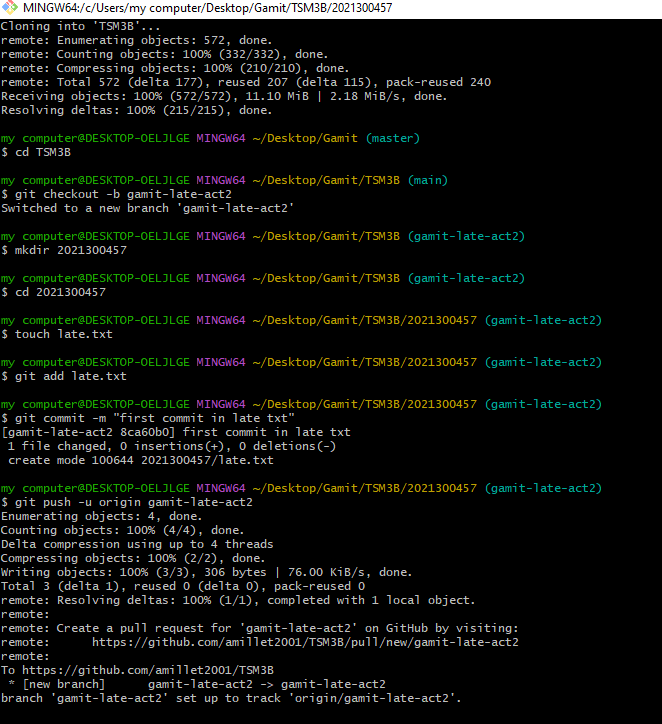 MINGW64:/c/Users/my computer/Desktop/Gamit/TSM3B/2021300457
Cloning into 'TSM3B'...
remote: Enumerating objects: 572, done.
remote: Counting objects: 100% (332/332), done.
remote: Compressing objects: 100% (210/210), done.
remote: Total 572 (delta 177), reused 207 (delta 115), pack-reused 240
Receiving objects: 100% (572/572), 11.10 MiB | 2.18 MiB/s, done.
Resolving deltas: 100% (215/215), done.
my computer@DESKTOP-OELJLGE MINGW64 ~/Desktop/Gamit (master)
$ cd TSM3B
my computer@DESKTOP-OELJLGE MINGW64 ~/Desktop/Gamit/TSM3B (main)
$ git checkout -b gamit-late-act2
Switched to a new branch 'gamit-late-act2'
my computer@DESKTOP-OELJLGE MINGW64 ~/Desktop/Gamit/TSM3B (gamit-late-act2)
$ mkdir 2021300457
my computer@DESKTOP-OELJLGE MINGW64 ~/Desktop/Gamit/TSM3B (gamit-late-act2)
$ cd 2021300457
my computer@DESKTOP-OELJLGE MINGW64 ~/Desktop/Gamit/TSM3B/2021300457 (gamit-late-act2)
$ touch late.txt
my computer@DESKTOP-OELJLGE MINGW64 ~/Desktop/Gamit/TSM3B/2021300457 (gamit-late-act2)
$ git add late.txt
my computer@DESKTOP-OELJLGE MINGW64 ~/Desktop/Gamit/TSM3B/2021300457 (gamit-late-act2)
$ git commit -m "first commit in late txt"
[gamit-late-act2 8ca60b0] first commit in late txt
 1 file changed, 0 insertions(+), 0 deletions(-)
 create mode 100644 2021300457/late.txt
my computer@DESKTOP-OELJLGE MINGW64 ~/Desktop/Gamit/TSM3B/2021300457 (gamit-late-act2)
$ git push -u origin gamit-late-act2
Enumerating objects: 4, done.
Counting objects: 100% (4/4), done.
Delta compression using up to 4 threads
Compressing objects: 100% (2/2), done.
Writing objects: 100% (3/3), 306 bytes | 76.00 KiB/s, done.
Total 3 (delta 1), reused 0 (delta 0), pack-reused 0
remote: Resolving deltas: 100% (1/1), completed with 1 local object.
remote:
remote: Create a pull request for 'gamit-late-act2' on GitHub by visiting:
remote:      https://github.com/amillet2001/TSM3B/pull/new/gamit-late-act2
remote:
To https://github.com/amillet2001/TSM3B
 * [new branch]      gamit-late-act2 -> gamit-late-act2
branch 'gamit-late-act2' set up to track 'origin/gamit-late-act2'.